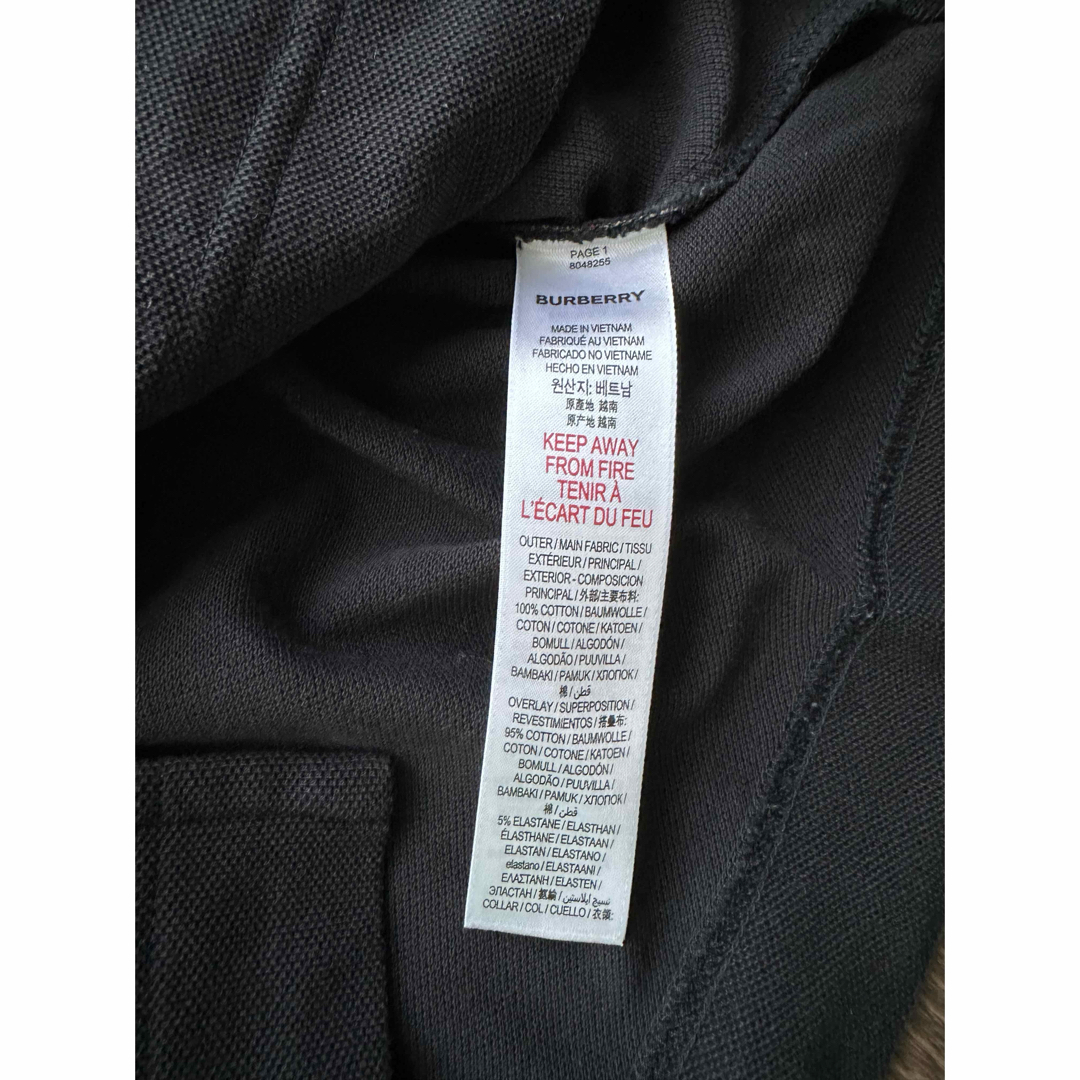 PAGE 1
8048255
BURBERRY
MADE IN VIETNAM
FABRIQUÉ AU VIETNAM
FABRICADO NO VIETNAME
HECHO EN VIETNAM
원산지: 베트남
原產地 越南
原产地 越南
KEEP AWAY
FROM FIRE
TENIR À
L'ÉCART DU FEU
OUTER / MAIN FABRIC / TISSU
EXTÉRIEUR / PRINCIPAL /
EXTERIOR - COMPOSICION
PRINCIPAL / 外部/主要布料:
100% COTTON / BAUMWOLLE /
COTON / COTONE / KATOEN /
BOMULL / ALGODÓN /
ALGODÃO / PUUVILLA /
BAMBAKI / PAMUK / ХЛОПОК /
棉 / قطن
OVERLAY / SUPERPOSITION /
REVESTIMIENTOS / 搭疊布:
95% COTTON / BAUMWOLLE /
COTON / COTONE / KATOEN /
BOMULL / ALGODÓN /
ALGODÃO / PUUVILLA /
BAMBAKI / PAMUK / ХЛОПОК /
棉 / قطن
5% ELASTANE / ELASTHAN /
ÉLASTHANE / ELASTAAN /
ELASTAN / ELASTANO /
elastano / ELASTAANI /
ΕΛΑΣΤΑΝΗ / ELASTEN /
ЭЛАСТАН / 氨綸 / نسيج إيلاستين /
COLLAR / COL / CUELLO / 衣領: